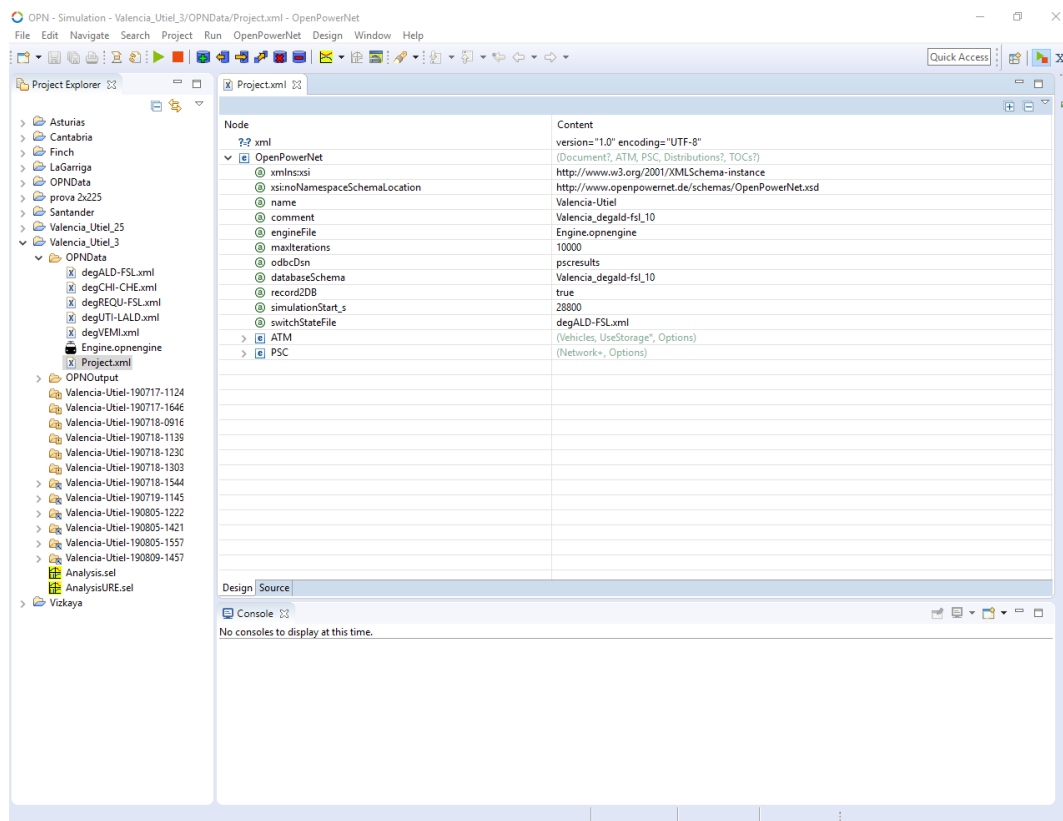 OPN - Simulation - Valencia_Utiel_3/OPNData/Project.xml - OpenPowerNet
File Edit Navigate Search Project Run OpenPowerNet Design Window Help
Quick Access
Project Explorer
Asturias
Cantabria
Finch
LaGarriga
OPNData
prova 2x225
Santander
Valencia_Utiel_25
Valencia_Utiel_3
OPNData
degALD-FSL.xml
degCHI-CHE.xml
degREQU-FSL.xml
degUTI-LALD.xml
degVEMI.xml
Engine.opnengine
Project.xml
OPNOutput
Valencia-Utiel-190717-1124
Valencia-Utiel-190717-1646
Valencia-Utiel-190718-0916
Valencia-Utiel-190718-1139
Valencia-Utiel-190718-1230
Valencia-Utiel-190718-1303
Valencia-Utiel-190718-1544
Valencia-Utiel-190719-1145
Valencia-Utiel-190805-1222
Valencia-Utiel-190805-1421
Valencia-Utiel-190805-1557
Valencia-Utiel-190809-1457
Analysis.sel
AnalysisURE.sel
Vizkaya
Project.xml
Node Content
?-? xml version="1.0" encoding="UTF-8"
e OpenPowerNet (Document?, ATM, PSC, Distributions?, TOCs?)
a xmlns:xsi http://www.w3.org/2001/XMLSchema-instance
a xsi:noNamespaceSchemaLocation http://www.openpowernet.de/schemas/OpenPowerNet.xsd
a name Valencia-Utiel
a comment Valencia_degald-fsl_10
a engineFile Engine.opnengine
a maxIterations 10000
a odbcDsn pscresults
a databaseSchema Valencia_degald-fsl_10
a record2DB true
a simulationStart_s 28800
a switchStateFile degALD-FSL.xml
e ATM (Vehicles, UseStorage*, Options)
e PSC (Network+, Options)
Design Source
Console
No consoles to display at this time.